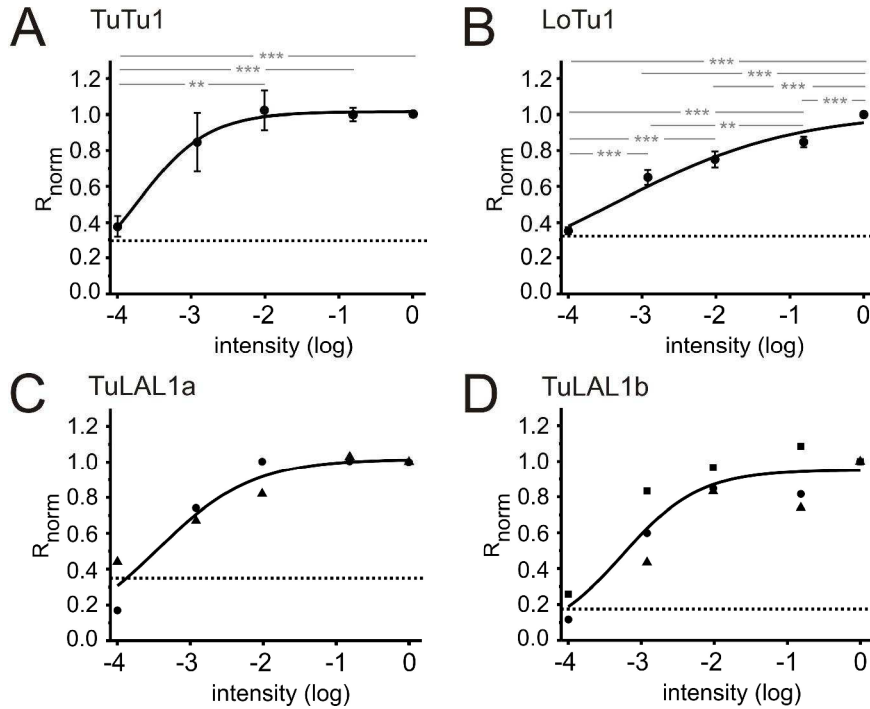 A TuTu1
***
***
**
1.2
1.0
0.8
0.6
0.4
0.2
0.0
Rnorm
-4 -3 -2 -1 0
intensity (log)
B LoTu1
***
***
***
***
***
**
***
***
1.2
1.0
0.8
0.6
0.4
0.2
0.0
Rnorm
-4 -3 -2 -1 0
intensity (log)
C TuLAL1a
1.2
1.0
0.8
0.6
0.4
0.2
0.0
Rnorm
-4 -3 -2 -1 0
intensity (log)
D TuLAL1b
1.2
1.0
0.8
0.6
0.4
0.2
0.0
Rnorm
-4 -3 -2 -1 0
intensity (log)